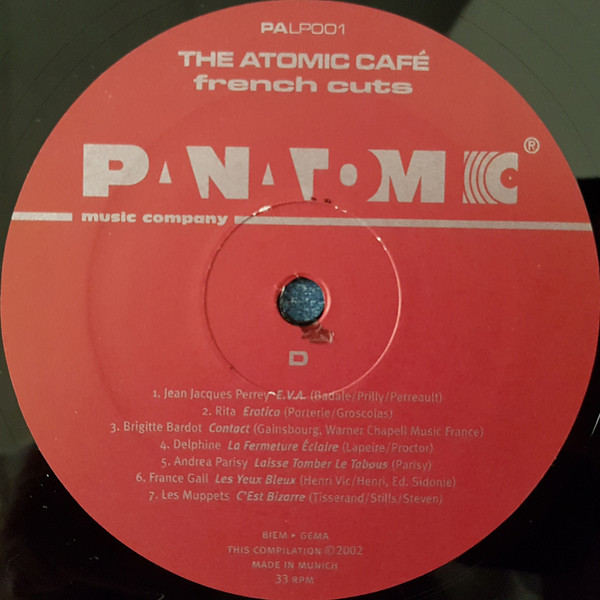 PALP001
THE ATOMIC CAFÉ
french cuts
PANATOMIC®
music company
D
1. Jean Jacques Perrey E.V.A. (Badale/Prilly/Perreault)
2. Rita Erotica (Porterie/Groscolas)
3. Brigitte Bardot Contact (Gainsbourg, Warner Chapell Music France)
4. Delphine La Fermeture Éclaire (Lapeire/Proctor)
5. Andrea Parisy Laisse Tomber Le Tabous (Parisy)
6. France Gall Les Yeux Bleux (Henri Vic/Henri, Ed. Sidonie)
7. Les Muppets C'Est Bizarre (Tisserand/Stills/Steven)
BIEM ▸ GEMA
THIS COMPILATION ℗©2002
MADE IN MUNICH
33 RPM